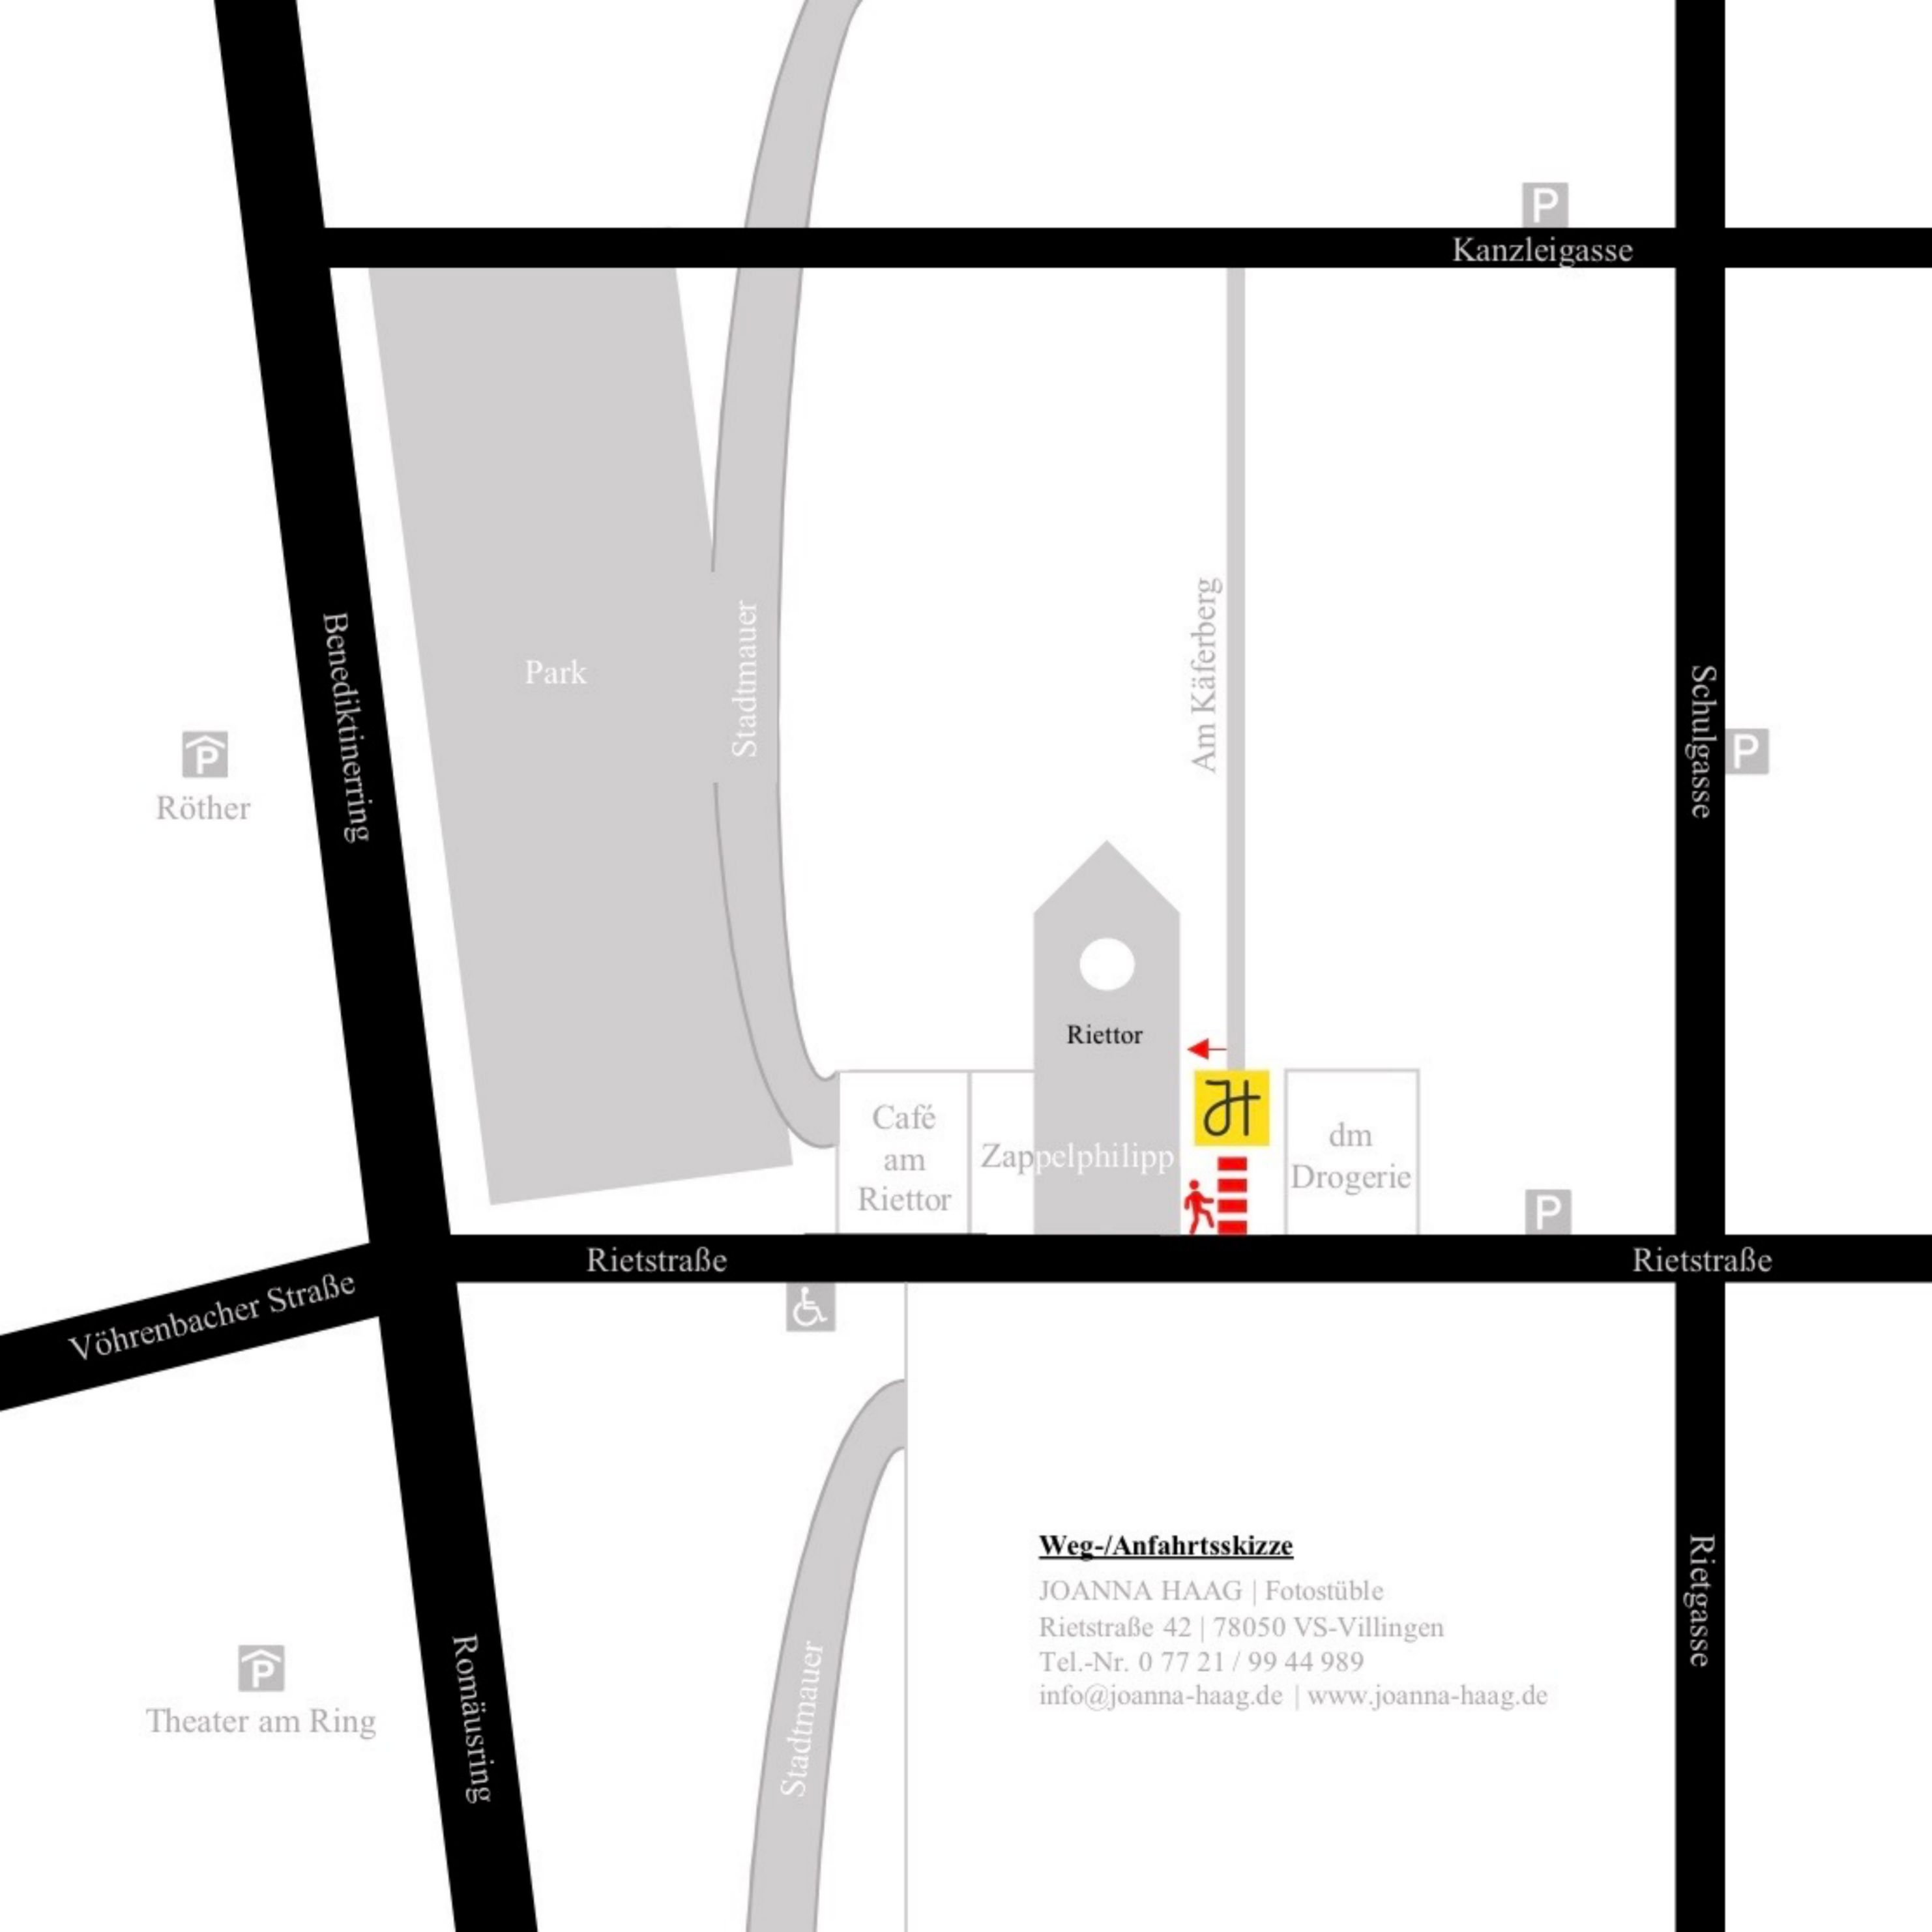 P
Kanzleigasse
Benediktinerring
Park
Stadtmauer
Am Käferberg
Schulgasse
P
Röther
P
Riettor
Café
am
Riettor
Zappelphilipp
JH
dm
Drogerie
P
Rietstraße
Rietstraße
Vöhrenbacher Straße
Weg-/Anfahrtsskizze
JOANNA HAAG | Fotostüble
Rietstraße 42 | 78050 VS-Villingen
Tel.-Nr. 0 77 21 / 99 44 989
info@joanna-haag.de | www.joanna-haag.de
Rietgasse
Stadtmauer
Romäusring
P
Theater am Ring